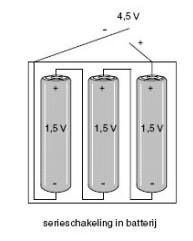 4,5 V
- +
+ + +
1,5 V 1,5 V 1,5 V
- - -
serieschakeling in batterij